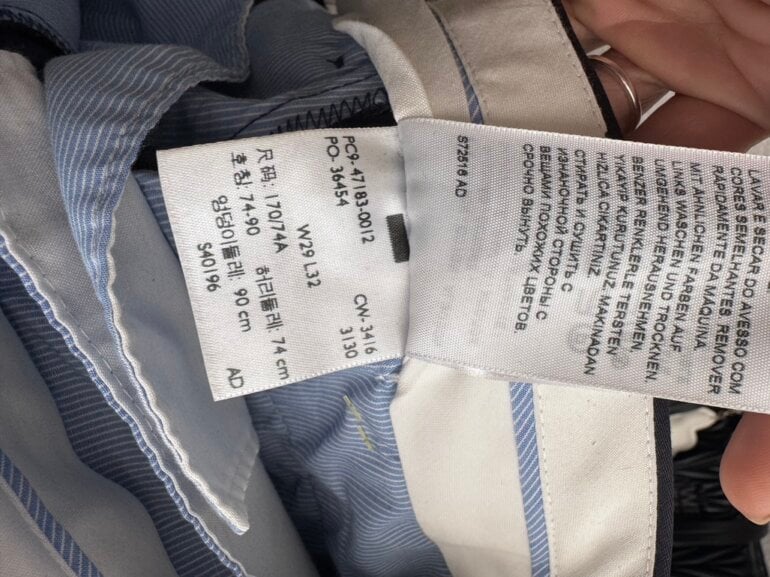 PC9- 47183-0012 CW- 3416
PO- 36454 3130
W29 L32
尺码: 170/74A 허리둘레: 74 cm
호칭: 74-90
엉덩이둘레: 90 cm
S40196 AD
LAVAR E SECAR DO AVESSO COM
CORES SEMELHANTES. REMOVER
RAPIDAMENTE DA MÁQUINA.
MIT ÄHNLICHEN FARBEN AUF
LINKS WASCHEN UND TROCKNEN.
UMGEHEND HERAUSNEHMEN.
BENZER RENKLERLE TERSTEN
YIKAYIP KURUTUNUZ. MAKINADAN
HIZLICA ÇIKARTINIZ.
СТИРАТЬ И СУШИТЬ С
ИЗНАНОЧНОЙ СТОРОНЫ С
ВЕЩАМИ ПОХОЖИХ ЦВЕТОВ.
СРОЧНО ВЫНУТЬ.
S72516 AD